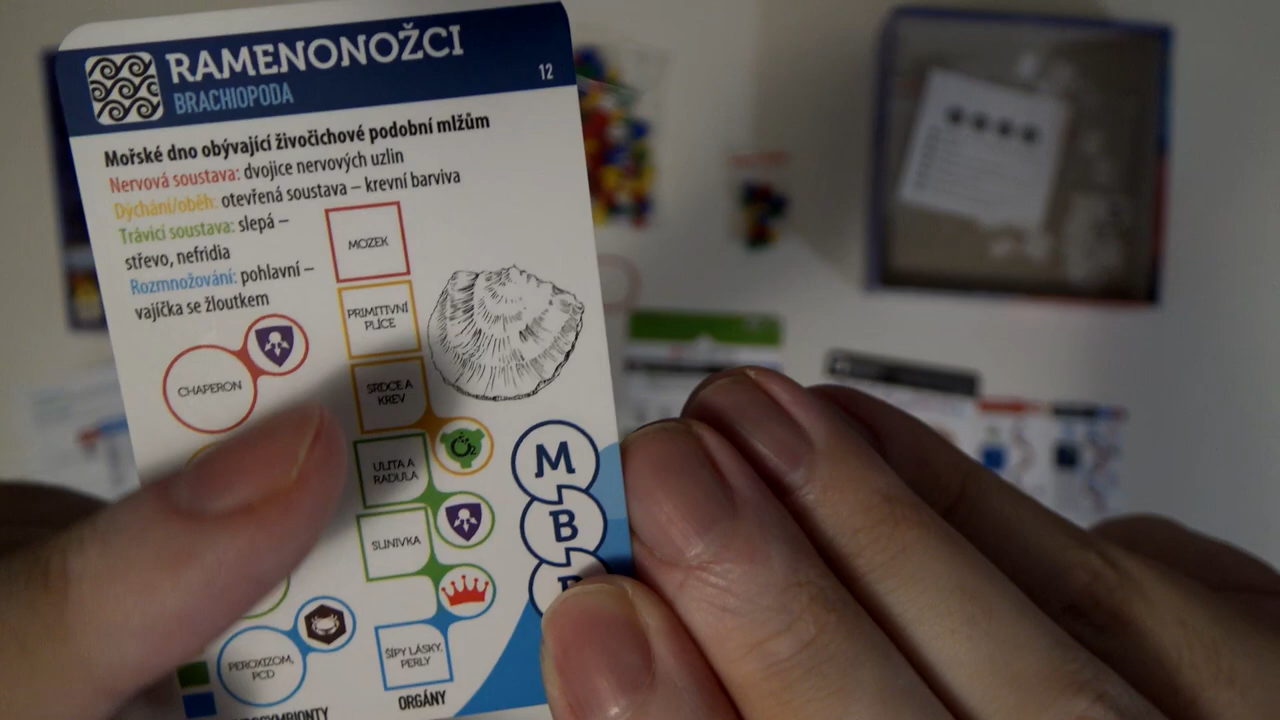 RAMENONOŽCI
BRACHIOPODA
12
Mořské dno obývající živočichové podobní mlžům
Nervová soustava: dvojice nervových uzlin
Dýchání/oběh: otevřená soustava – krevní barviva
Trávicí soustava: slepá –
střevo, nefridia
Rozmnožování: pohlavní –
vajíčka se žloutkem
MOZEK
PRIMITIVNÍ
PLÍCE
CHAPERON
SRDCE A
KREV
O2
ULITA A
RADULA
M
B
SLINIVKA
PEROXIZOM,
PCD
ŠÍPY LÁSKY,
PERLY
ORGÁNY